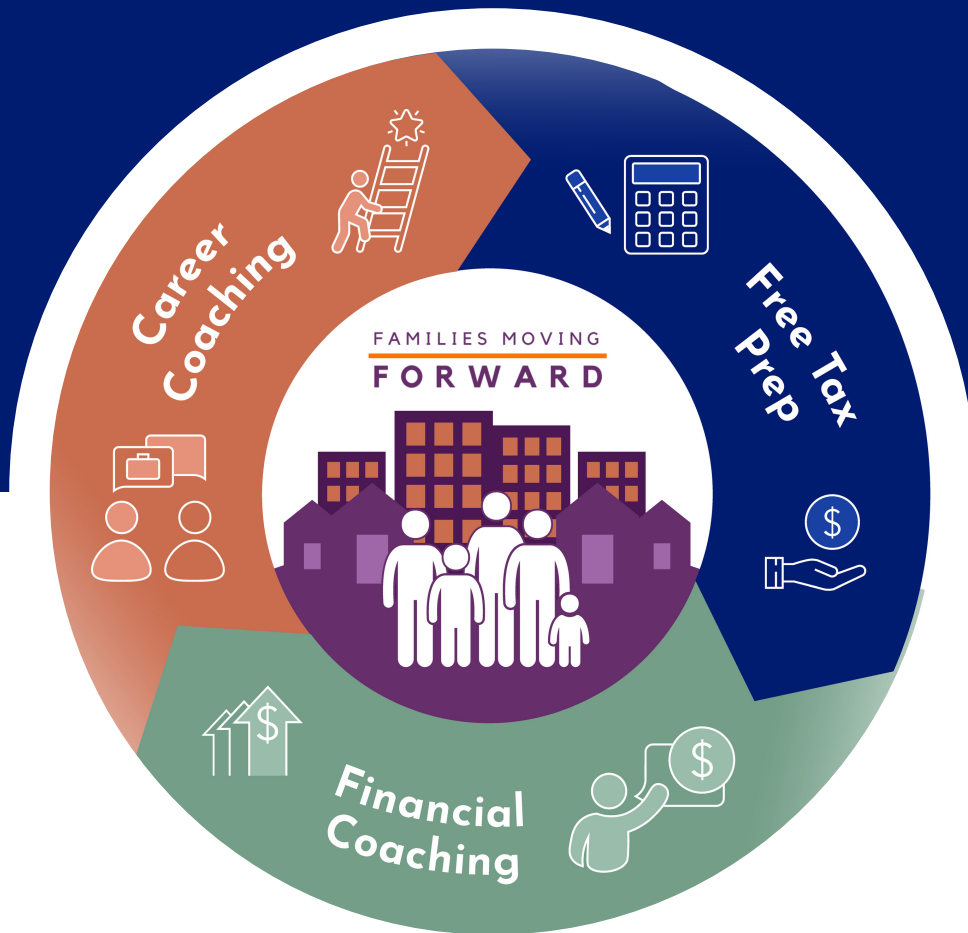 FAMILIES MOVING
FORWARD
Career
Coaching
Free Tax
Prep
$
$
$
Financial
Coaching